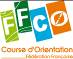 FFCO
Course d'Orientation
Fédération Française